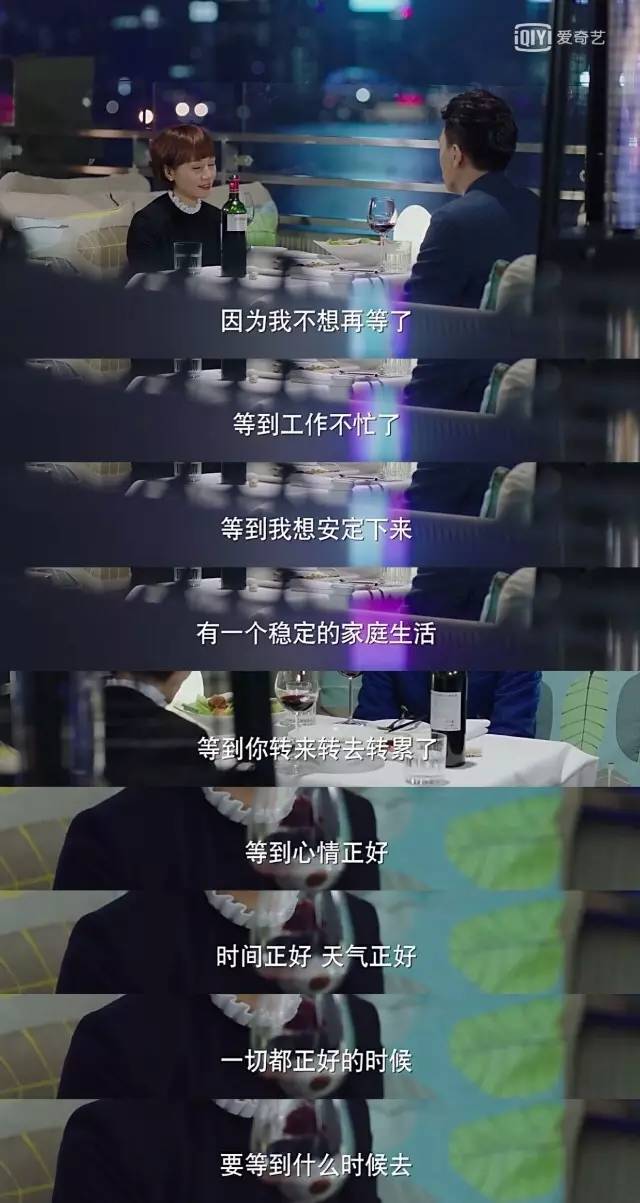 iQIYI 爱奇艺
因为我不想再等了
等到工作不忙了
等到我想安定下来
有一个稳定的家庭生活
等到你转来转去转累了
等到心情正好
时间正好 天气正好
一切都正好的时候
要等到什么时候去